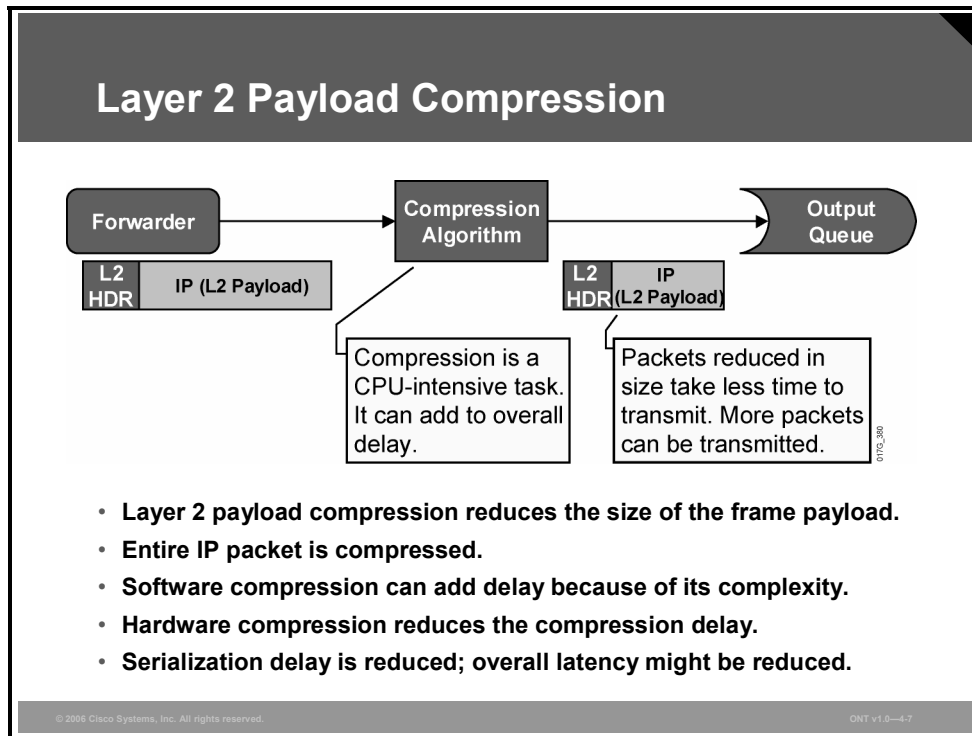 Layer 2 Payload Compression
Forwarder
Compression
Algorithm
Output
Queue
L2
HDR
IP (L2 Payload)
L2
HDR
IP
(L2 Payload)
Compression is a
CPU-intensive task.
It can add to overall
delay.
Packets reduced in
size take less time to
transmit. More packets
can be transmitted.
017G_380
• Layer 2 payload compression reduces the size of the frame payload.
• Entire IP packet is compressed.
• Software compression can add delay because of its complexity.
• Hardware compression reduces the compression delay.
• Serialization delay is reduced; overall latency might be reduced.
© 2006 Cisco Systems, Inc. All rights reserved.
ONT v1.0—4-7